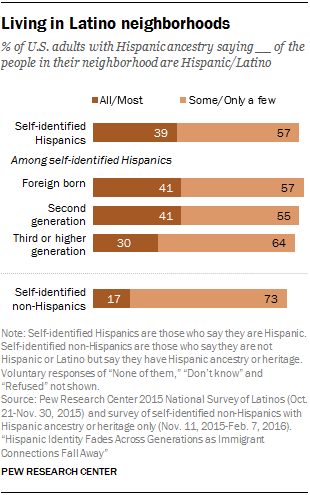 Living in Latino neighborhoods
% of U.S. adults with Hispanic ancestry saying __ of the
people in their neighborhood are Hispanic/Latino
All/Most Some/Only a few
Self-identified
Hispanics
39 57
Among self-identified Hispanics
Foreign born 41 57
Second
generation
41 55
Third or higher
generation
30 64
Self-identified
non-Hispanics
17 73
Note: Self-identified Hispanics are those who say they are Hispanic.
Self-identified non-Hispanics are those who say they are not
Hispanic or Latino but say they have Hispanic ancestry or heritage.
Voluntary responses of “None of them,” “Don’t know” and
“Refused” not shown.
Source: Pew Research Center 2015 National Survey of Latinos (Oct.
21-Nov. 30, 2015) and survey of self-identified non-Hispanics with
Hispanic ancestry or heritage only (Nov. 11, 2015-Feb. 7, 2016).
“Hispanic Identity Fades Across Generations as Immigrant
Connections Fall Away”
PEW RESEARCH CENTER